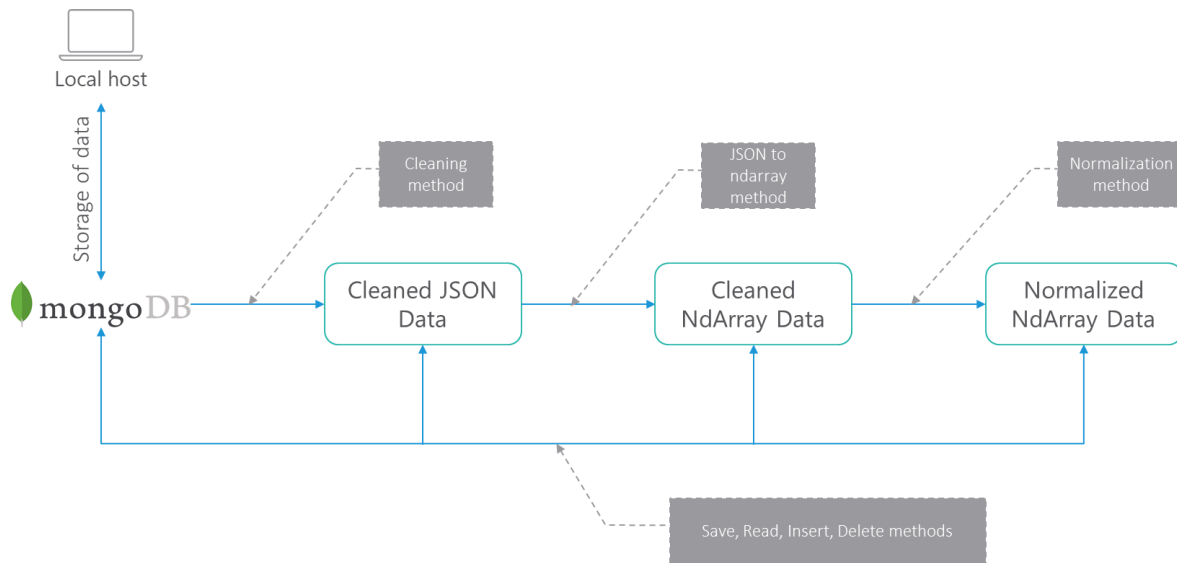 Local host
Storage of data
Cleaning
method
JSON to
ndarray
method
Normalization
method
mongoDB
Cleaned JSON
Data
Cleaned
NdArray Data
Normalized
NdArray Data
Save, Read, Insert, Delete methods